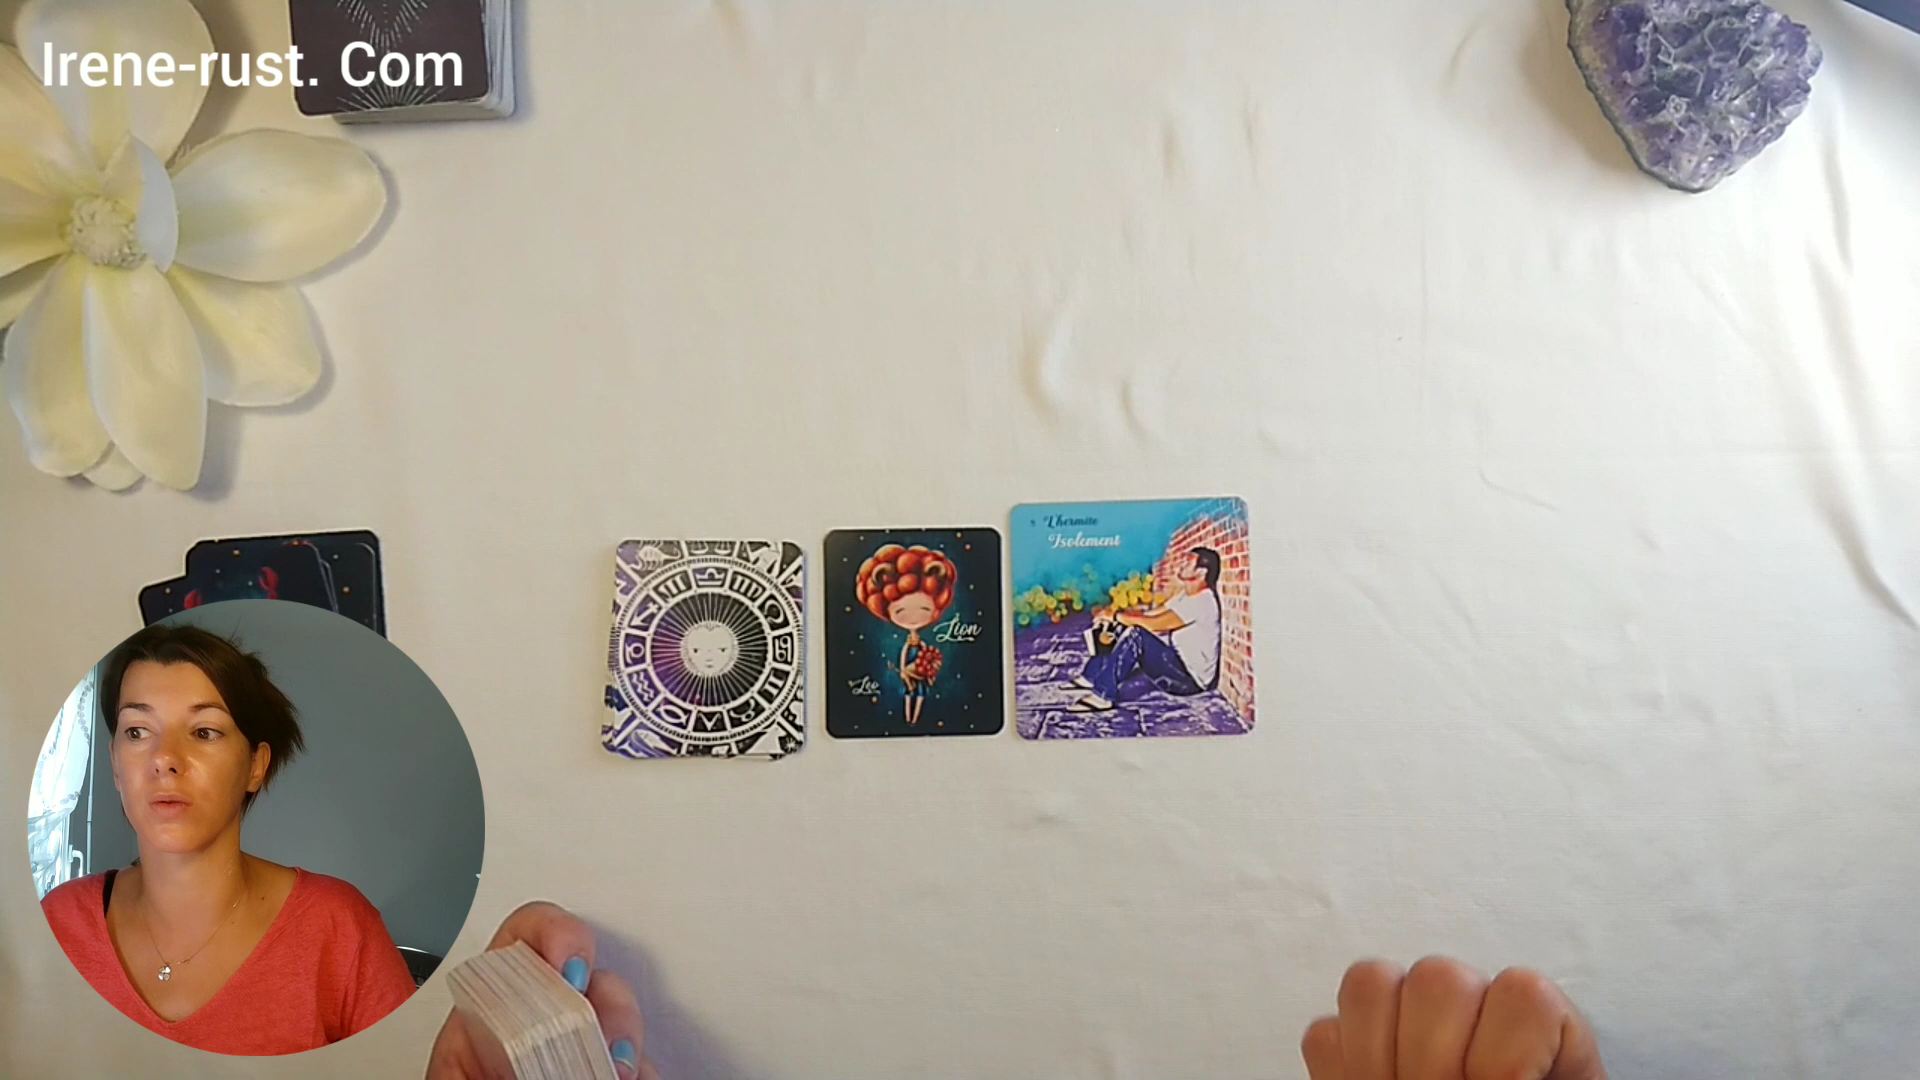 Irene-rust. Com
L'hermite
Isolement
Lion
Leo